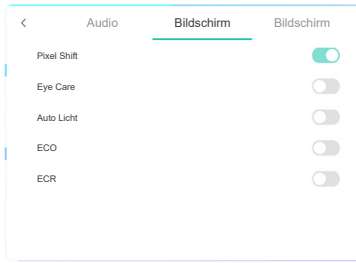 Audio Bildschirm Bildschirm
Pixel Shift
Eye Care
Auto Licht
ECO
ECR